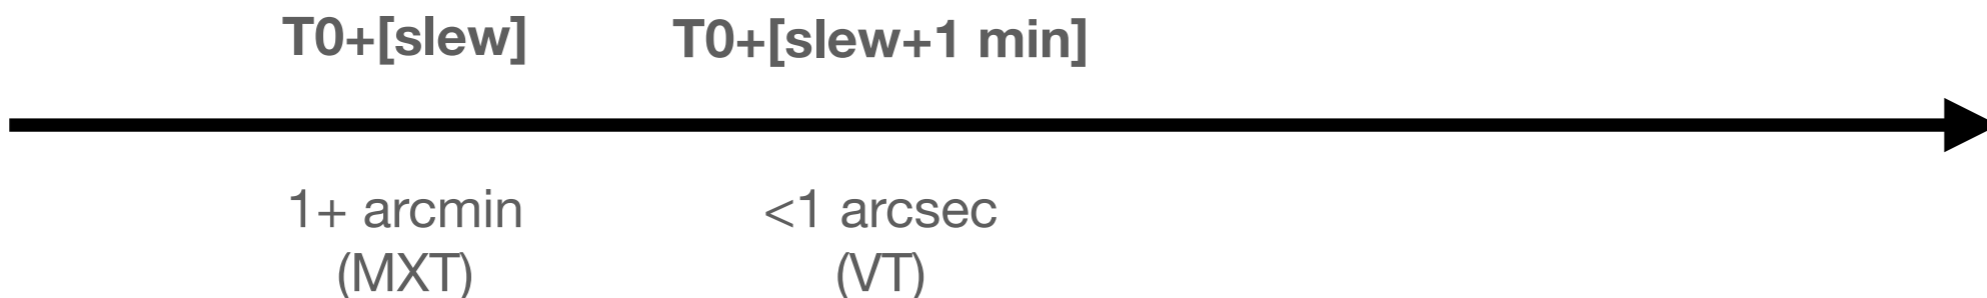 T0+[slew] T0+[slew+1 min]
1+ arcmin <1 arcsec
(MXT) (VT)